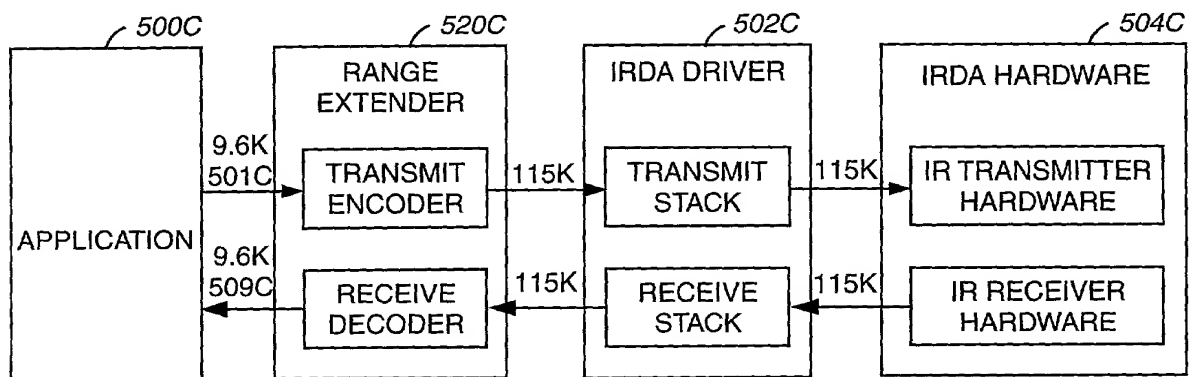 500C
520C
502C
504C
RANGE
EXTENDER
IRDA DRIVER
IRDA HARDWARE
9.6K
501C
TRANSMIT
ENCODER
115K
TRANSMIT
STACK
115K
IR TRANSMITTER
HARDWARE
APPLICATION
9.6K
509C
RECEIVE
DECODER
115K
RECEIVE
STACK
115K
IR RECEIVER
HARDWARE